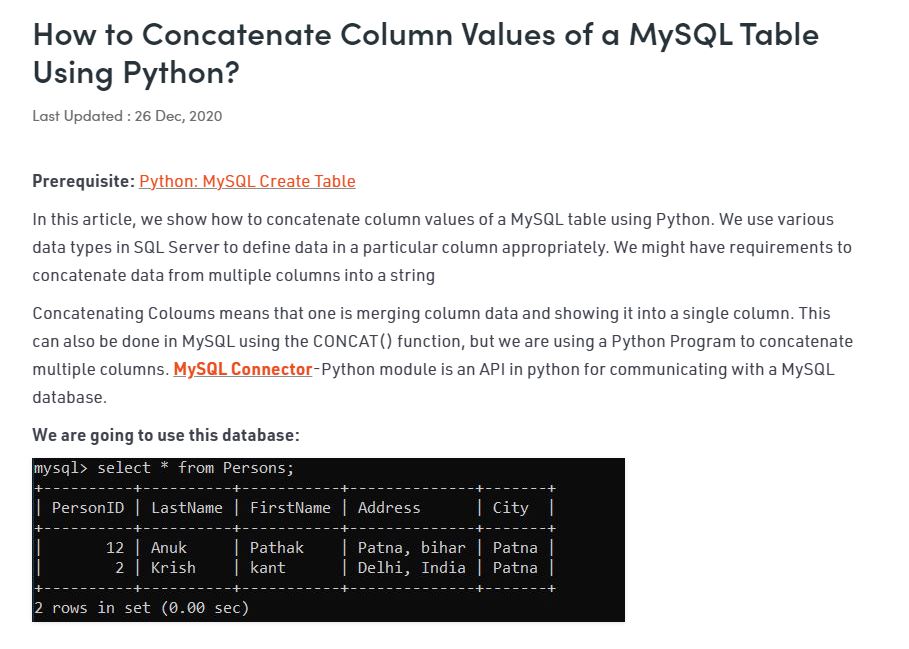 How to Concatenate Column Values of a MySQL Table
Using Python?
Last Updated : 26 Dec, 2020
Prerequisite: Python: MySQL Create Table
In this article, we show how to concatenate column values of a MySQL table using Python. We use various
data types in SQL Server to define data in a particular column appropriately. We might have requirements to
concatenate data from multiple columns into a string
Concatenating Coloums means that one is merging column data and showing it into a single column. This
can also be done in MySQL using the CONCAT() function, but we are using a Python Program to concatenate
multiple columns. MySQL Connector-Python module is an API in python for communicating with a MySQL
database.
We are going to use this database:
mysql> select * from Persons;
+----------+----------+-----------+--------------+-------+
| PersonID | LastName | FirstName | Address      | City  |
+----------+----------+-----------+--------------+-------+
|       12 | Anuk     | Pathak    | Patna, bihar | Patna |
|        2 | Krish    | kant      | Delhi, India | Patna |
+----------+----------+-----------+--------------+-------+
2 rows in set (0.00 sec)